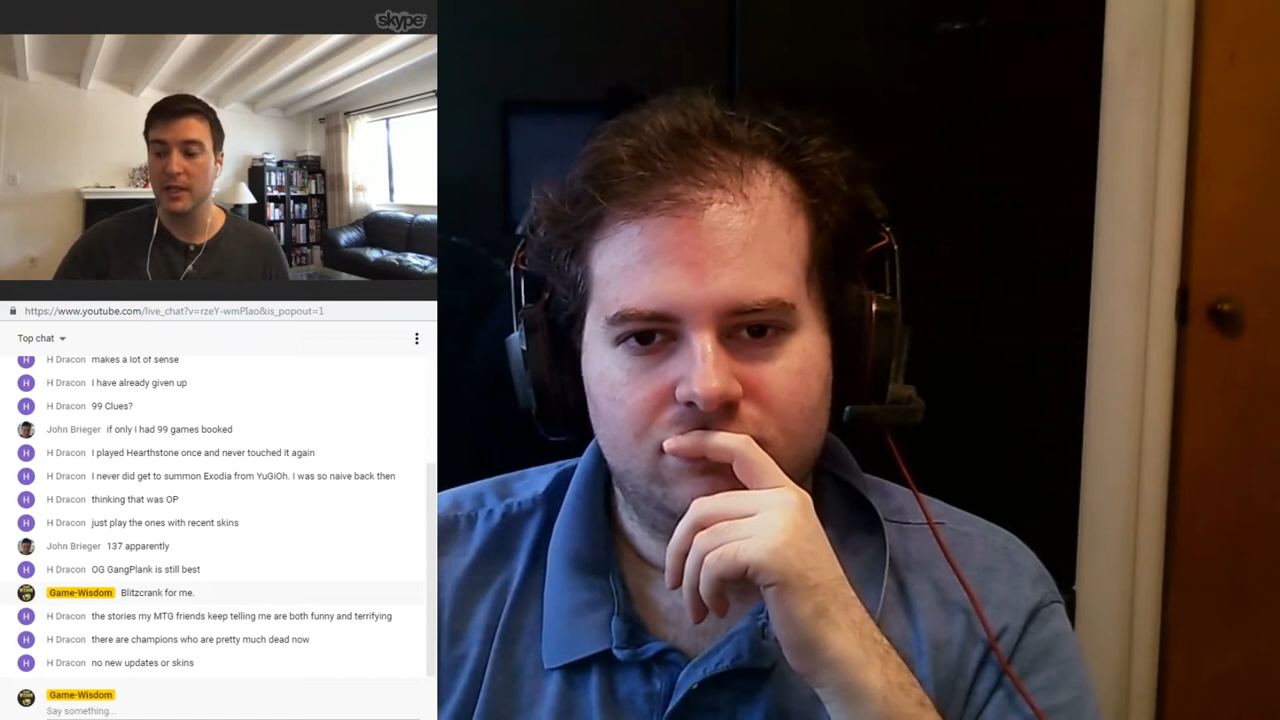 skype
https://www.youtube.com/live_chat?v=rzeY-wmPIao&is_popout=1
Top chat
H H Dracon makes a lot of sense
H H Dracon I have already given up
H H Dracon 99 Clues?
John Brieger if only I had 99 games booked
H H Dracon I played Hearthstone once and never touched it again
H H Dracon I never did get to summon Exodia from YuGiOh. I was so naive back then
H H Dracon thinking that was OP
H H Dracon just play the ones with recent skins
John Brieger 137 apparently
H H Dracon OG GangPlank is still best
Game-Wisdom Blitzcrank for me.
H H Dracon the stories my MTG friends keep telling me are both funny and terrifying
H H Dracon there are champions who are pretty much dead now
H H Dracon no new updates or skins
Game-Wisdom
Say something...